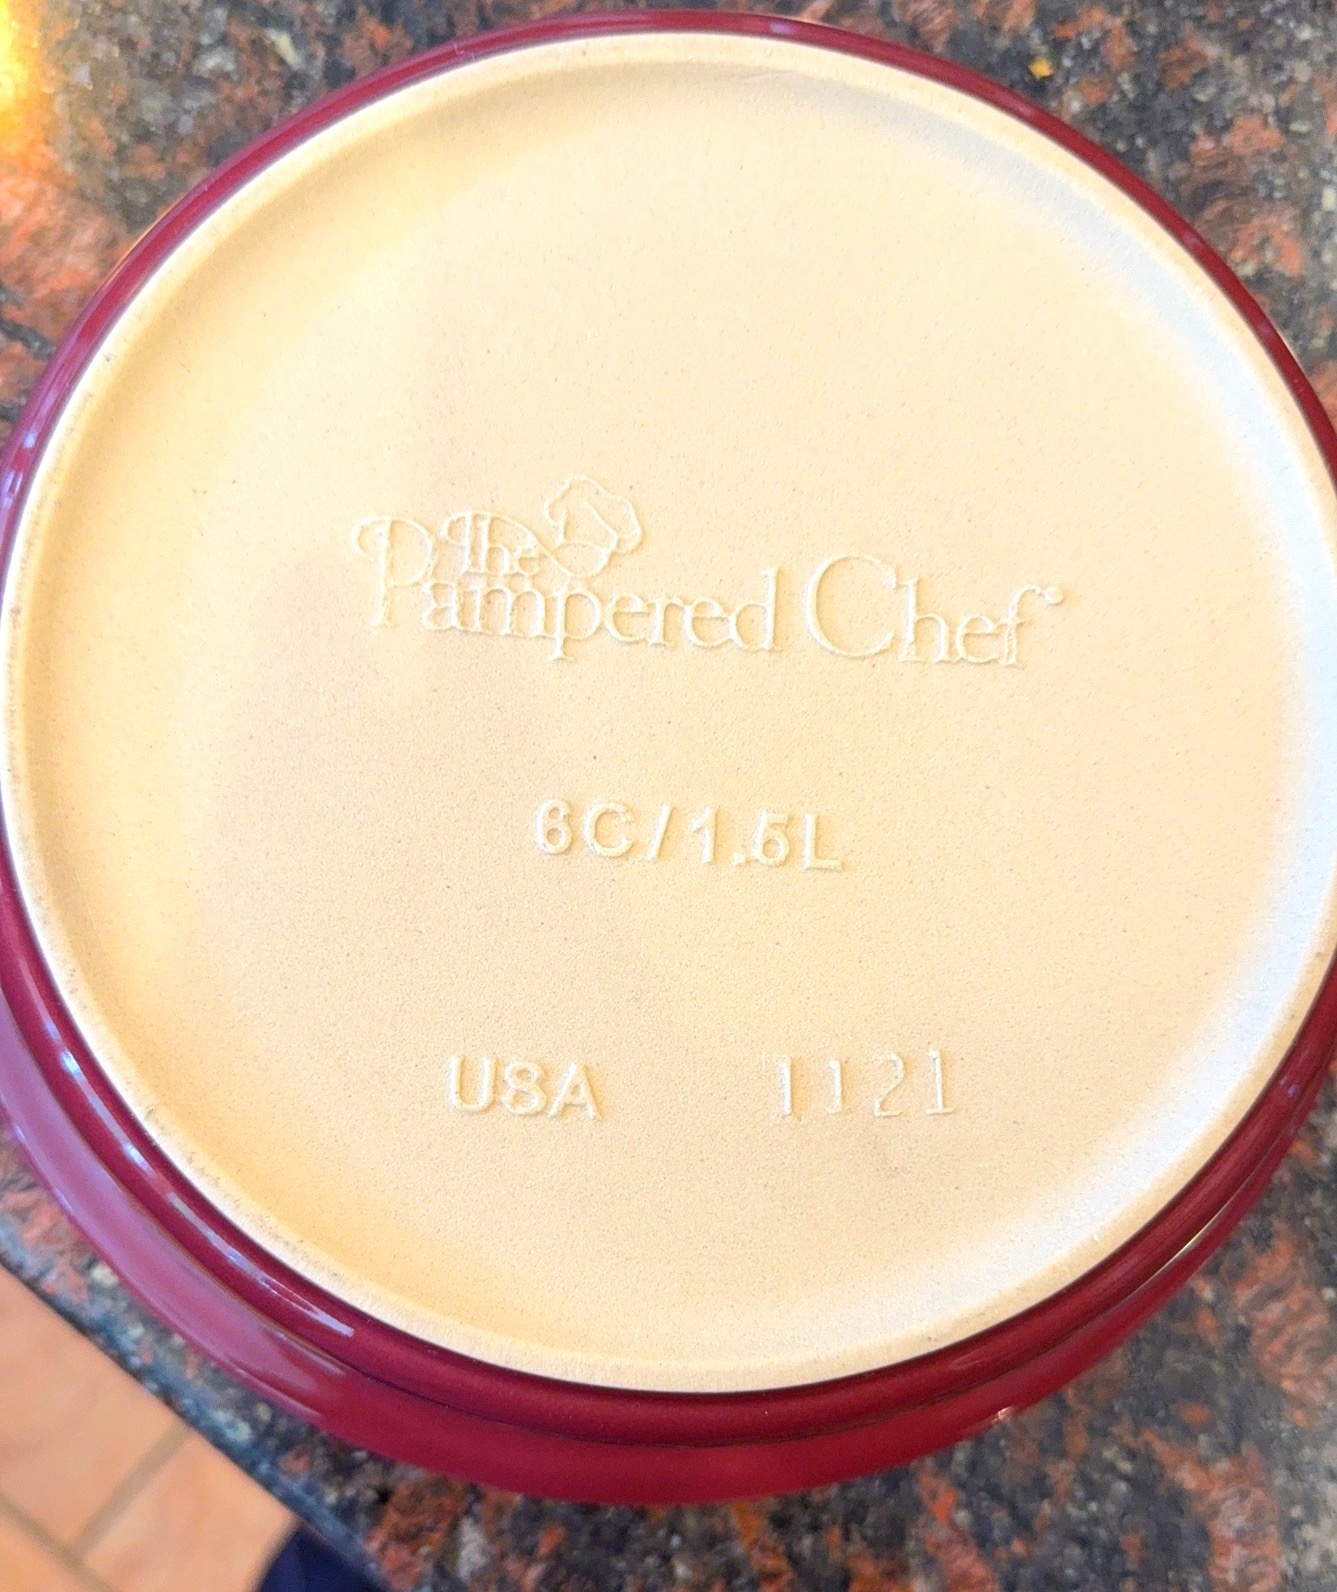 The
Pampered Chef
6C/1.5L
USA 1121